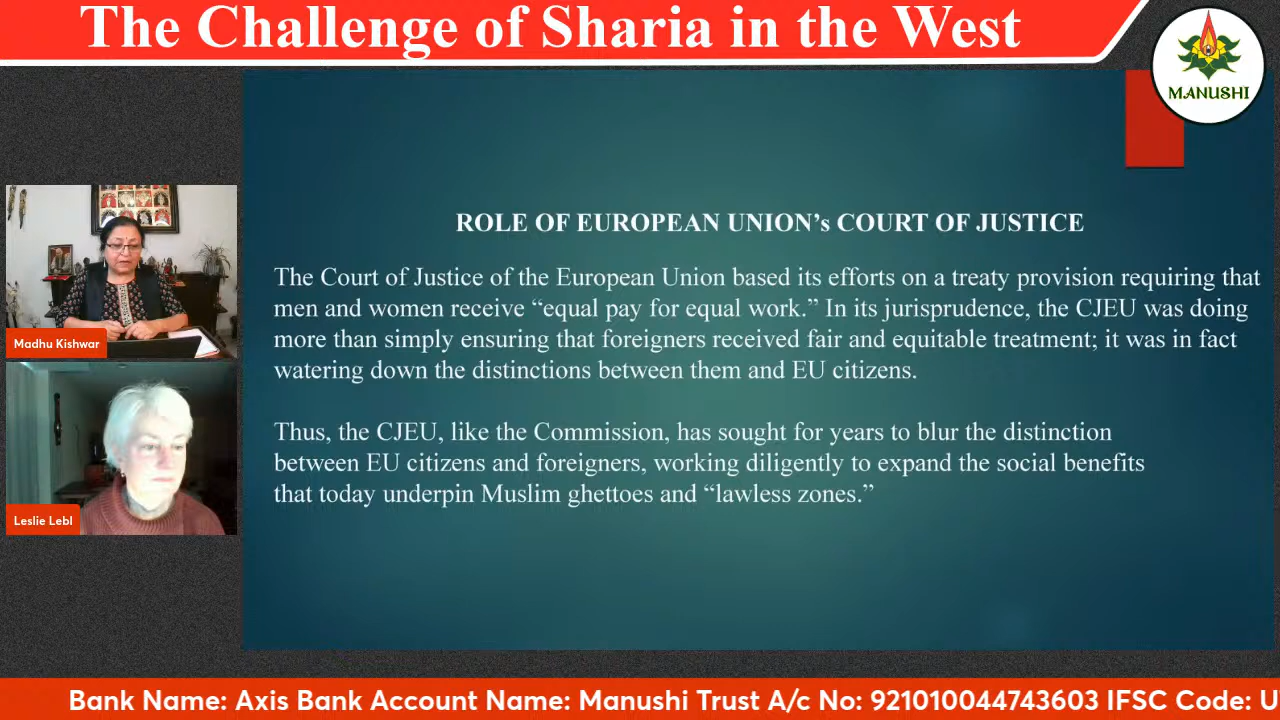 The Challenge of Sharia in the West
MANUSHI
ROLE OF EUROPEAN UNION's COURT OF JUSTICE
The Court of Justice of the European Union based its efforts on a treaty provision requiring that
men and women receive “equal pay for equal work.” In its jurisprudence, the CJEU was doing
more than simply ensuring that foreigners received fair and equitable treatment; it was in fact
watering down the distinctions between them and EU citizens.
Thus, the CJEU, like the Commission, has sought for years to blur the distinction
between EU citizens and foreigners, working diligently to expand the social benefits
that today underpin Muslim ghettoes and “lawless zones.”
Madhu Kishwar
Leslie Lebl
Bank Name: Axis Bank Account Name: Manushi Trust A/c No: 921010044743603 IFSC Code: U